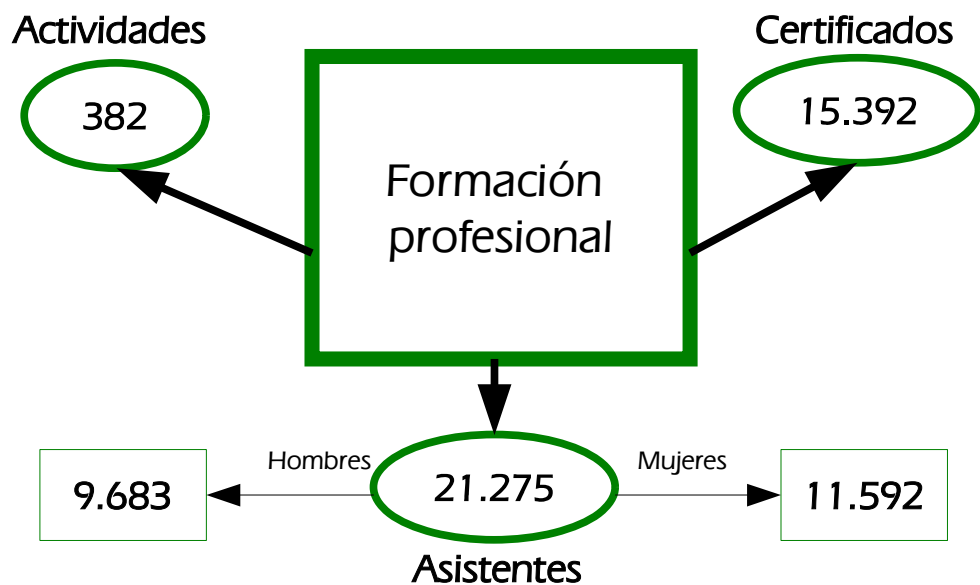 Actividades
382
Certificados
15.392
Formación
profesional
Hombres
9.683
21.275
Asistentes
Mujeres
11.592